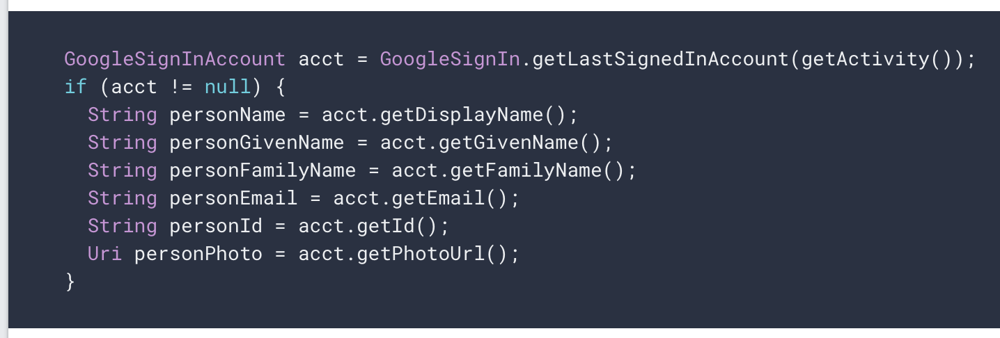 GoogleSignInAccount acct = GoogleSignIn.getLastSignedInAccount(getActivity());
if (acct != null) {
  String personName = acct.getDisplayName();
  String personGivenName = acct.getGivenName();
  String personFamilyName = acct.getFamilyName();
  String personEmail = acct.getEmail();
  String personId = acct.getId();
  Uri personPhoto = acct.getPhotoUrl();
}